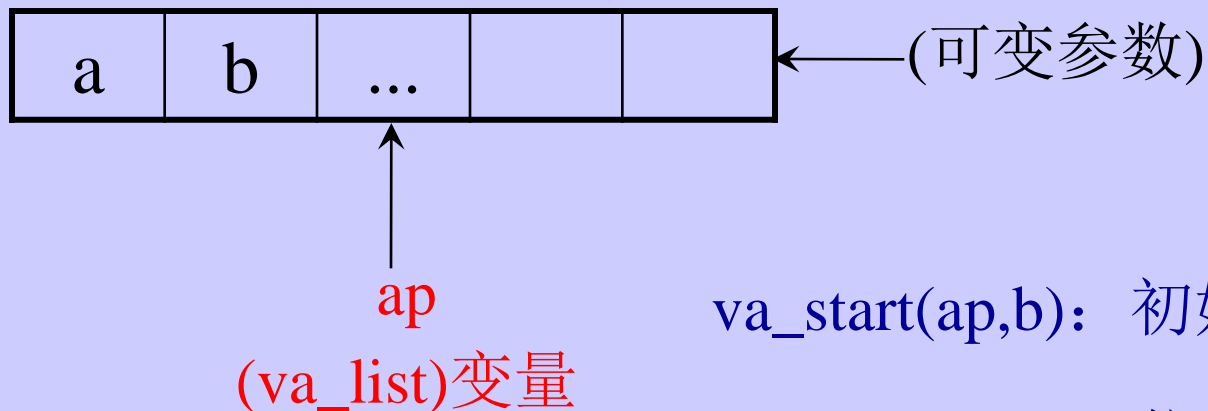 a b ...
(可变参数)
ap
(va_list)变量
va_start(ap,b)：初